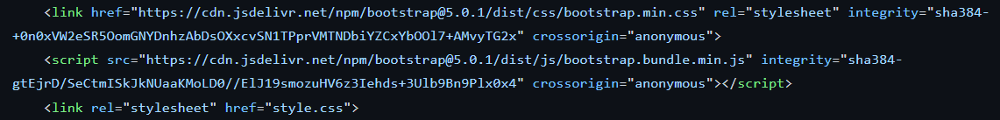 <link href="https://cdn.jsdelivr.net/npm/bootstrap@5.0.1/dist/css/bootstrap.min.css" rel="stylesheet" integrity="sha384-
+0n0xVW2eSR5OomGNYDnhzAbDsOXxcvSN1TPprVMTNDbiYZCxYbOOl7+AMvyTG2x" crossorigin="anonymous">
<script src="https://cdn.jsdelivr.net/npm/bootstrap@5.0.1/dist/js/bootstrap.bundle.min.js" integrity="sha384-
gtEjrD/SeCtmISkJkNUaaKMoLD0//ElJ19smozuHV6z3Iehds+3Ulb9Bn9Plx0x4" crossorigin="anonymous"></script>
<link rel="stylesheet" href="style.css">